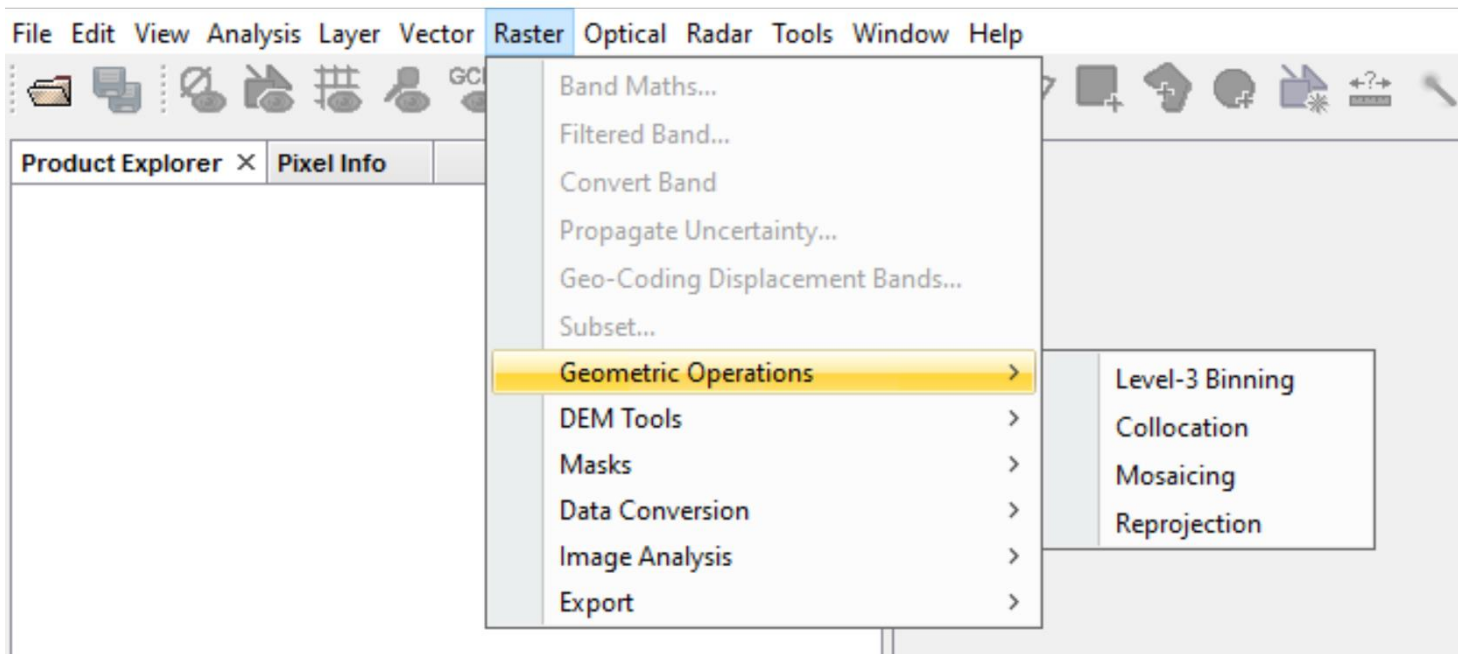 File Edit View Analysis Layer Vector Raster Optical Radar Tools Window Help
Product Explorer Pixel Info
Band Maths...
Filtered Band...
Convert Band
Propagate Uncertainty...
Geo-Coding Displacement Bands...
Subset...
Geometric Operations
DEM Tools
Masks
Data Conversion
Image Analysis
Export
Level-3 Binning
Collocation
Mosaicing
Reprojection